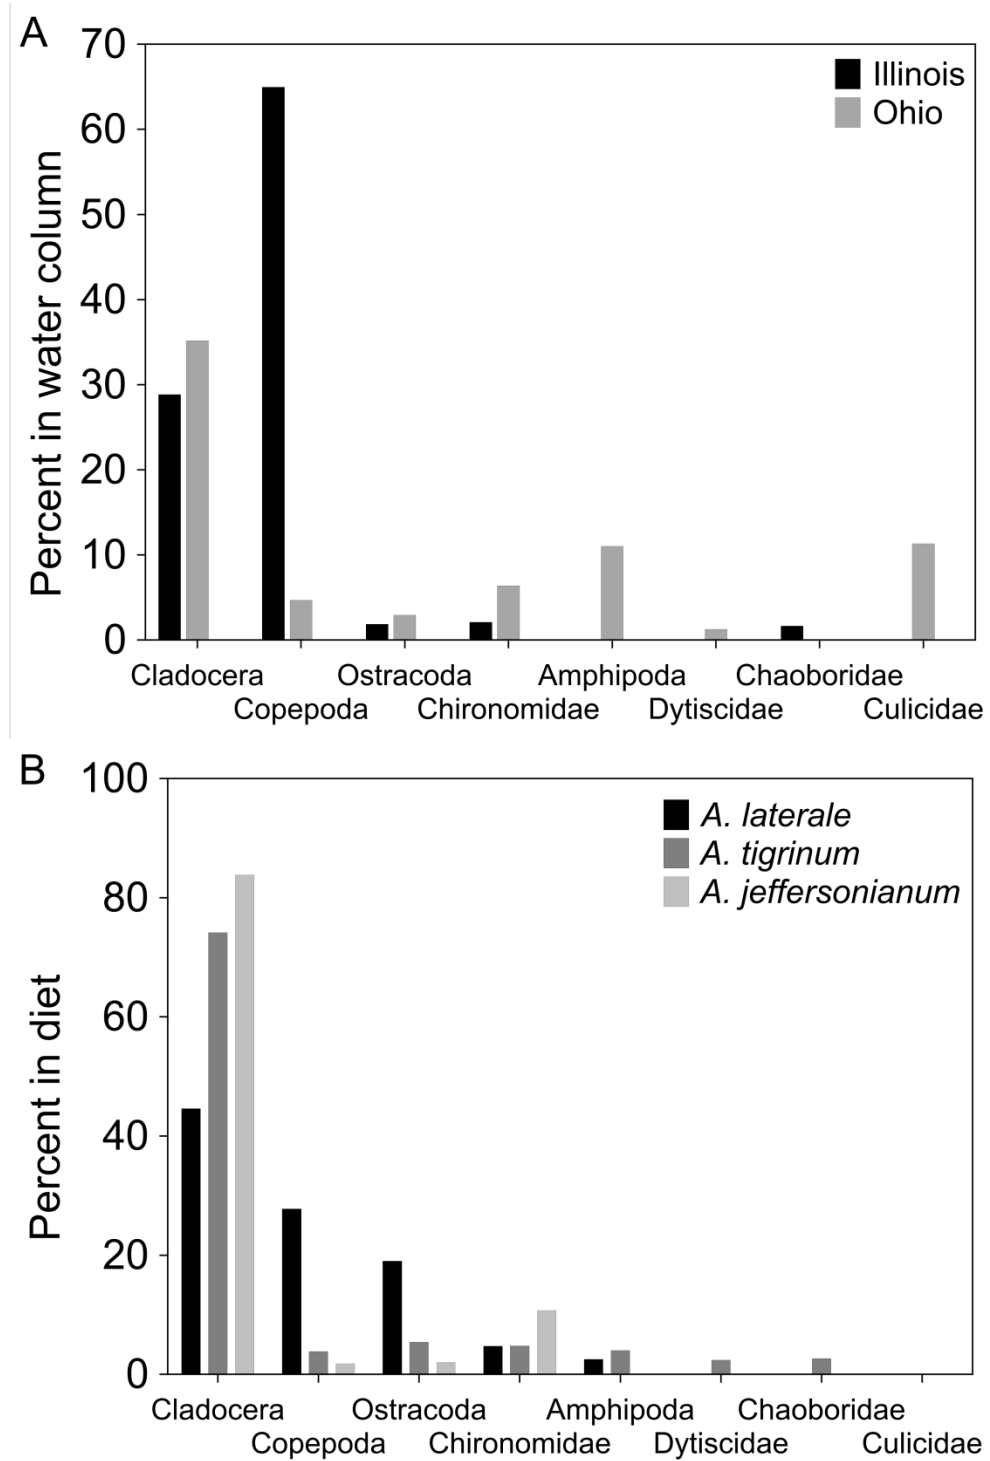 A
70
60
50
40
30
20
10
0
Percent in water column
Illinois
Ohio
Cladocera
Copepoda
Ostracoda
Chironomidae
Amphipoda
Dytiscidae
Chaoboridae
Culicidae
B
100
80
60
40
20
0
Percent in diet
A. laterale
A. tigrinum
A. jeffersonianum
Cladocera
Copepoda
Ostracoda
Chironomidae
Amphipoda
Dytiscidae
Chaoboridae
Culicidae